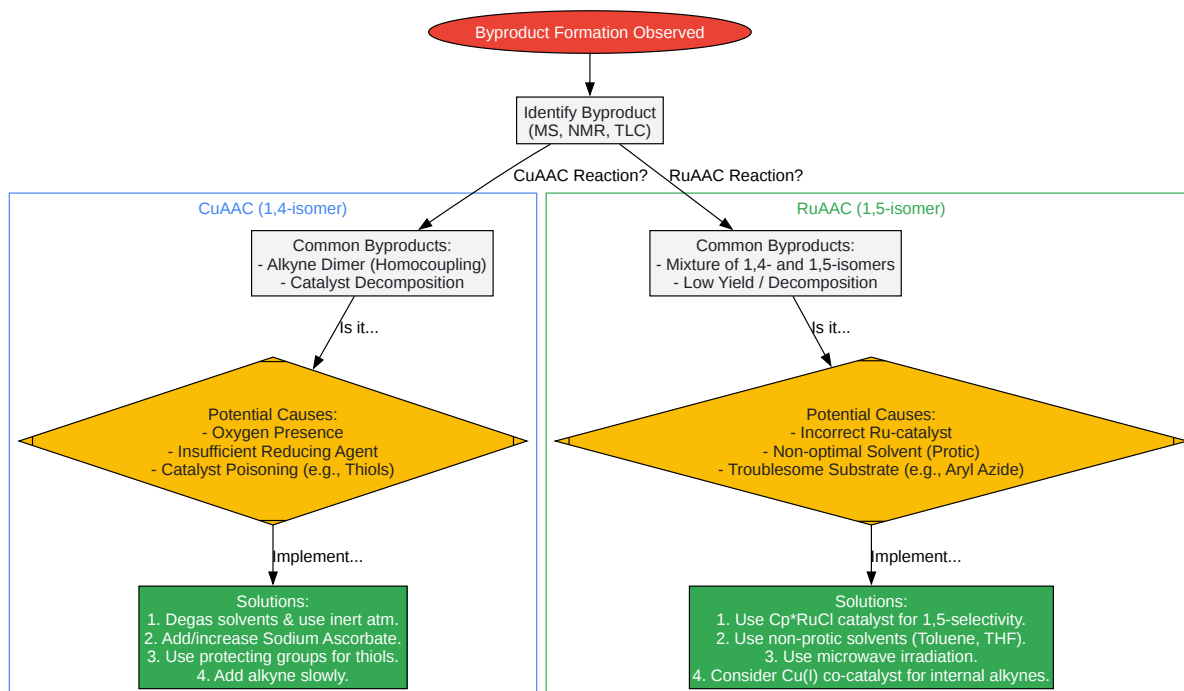 Byproduct Formation Observed
Identify Byproduct
(MS, NMR, TLC)
CuAAC Reaction?
RuAAC Reaction?
CuAAC (1,4-isomer)
Common Byproducts:
- Alkyne Dimer (Homocoupling)
- Catalyst Decomposition
Is it...
Potential Causes:
- Oxygen Presence
- Insufficient Reducing Agent
- Catalyst Poisoning (e.g., Thiols)
Implement...
Solutions:
1. Degas solvents & use inert atm.
2. Add/increase Sodium Ascorbate.
3. Use protecting groups for thiols.
4. Add alkyne slowly.
RuAAC (1,5-isomer)
Common Byproducts:
- Mixture of 1,4- and 1,5-isomers
- Low Yield / Decomposition
Is it...
Potential Causes:
- Incorrect Ru-catalyst
- Non-optimal Solvent (Protic)
- Troublesome Substrate (e.g., Aryl Azide)
Implement...
Solutions:
1. Use Cp*RuCl catalyst for 1,5-selectivity.
2. Use non-protic solvents (Toluene, THF).
3. Use microwave irradiation.
4. Consider Cu(I) co-catalyst for internal alkynes.